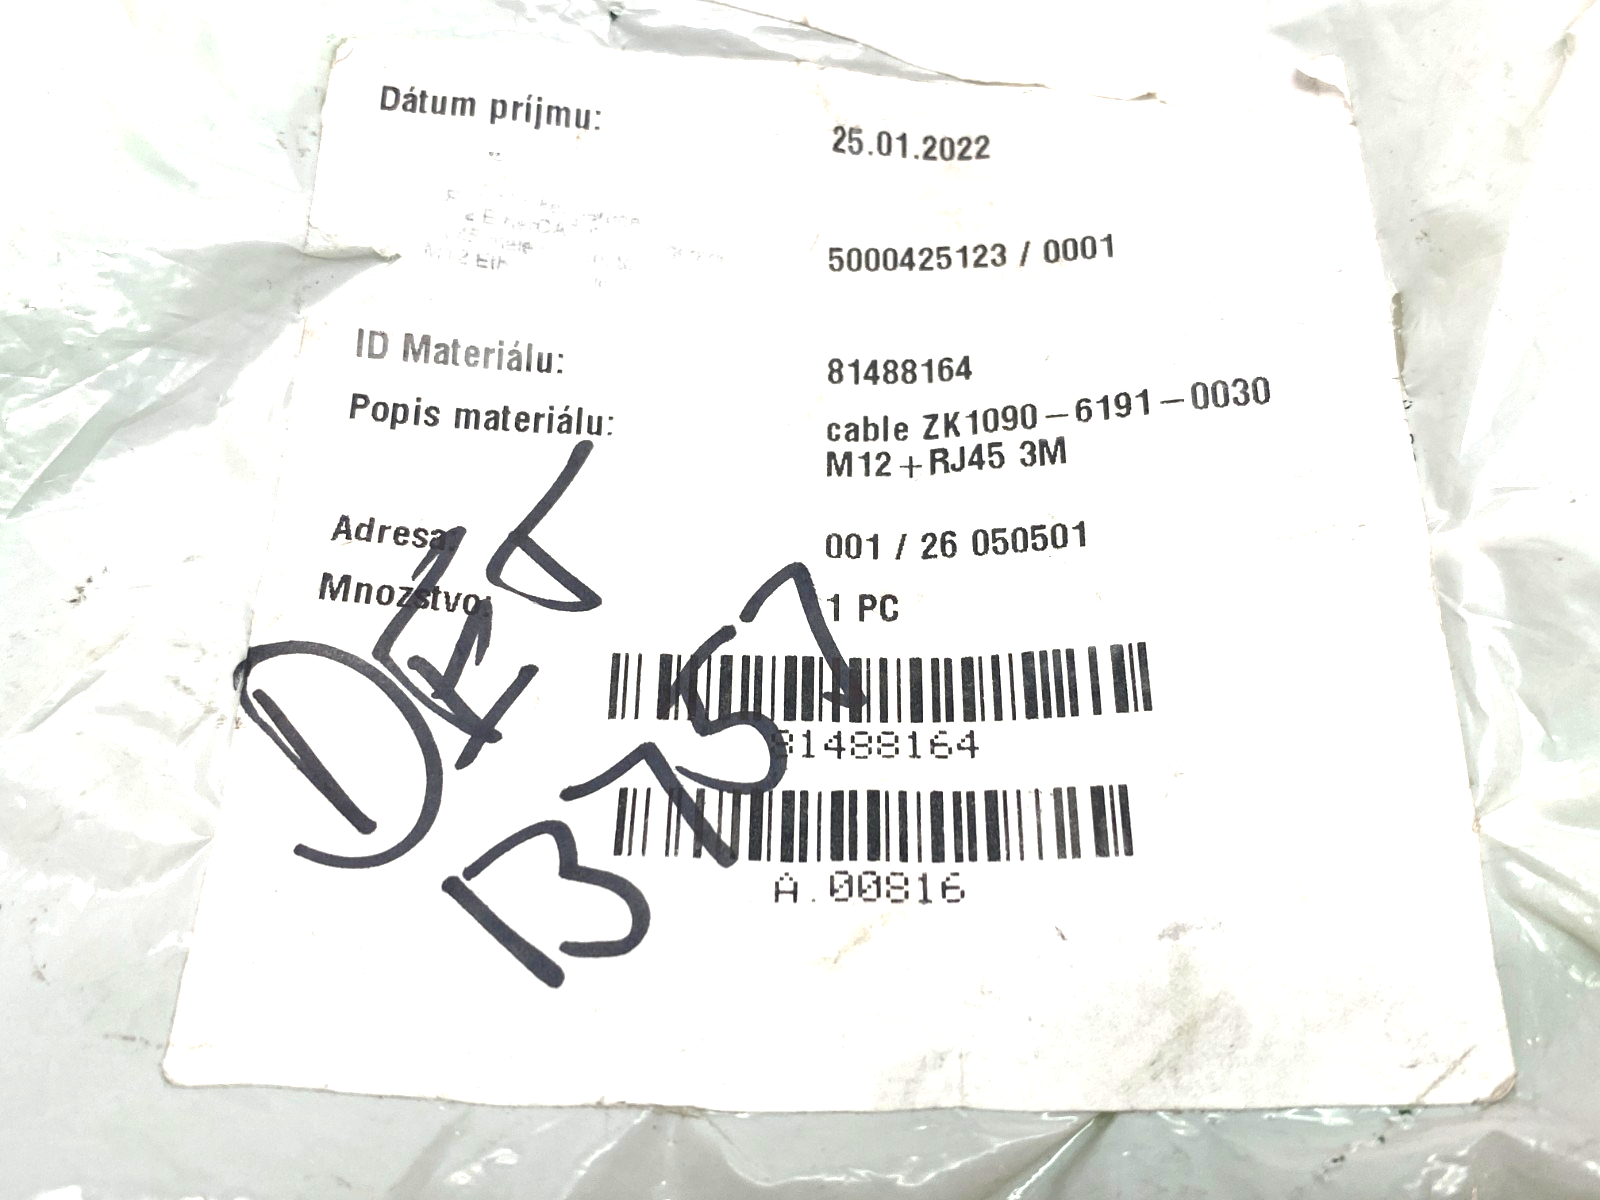 Dátum príjmu: 25.01.2022
5000425123 / 0001
ID Materiálu: 81488164
Popis materiálu: cable ZK1090-6191-0030
M12+RJ45 3M
Adresa: 001 / 26 050501
Mnozstvo: 1 PC
81488164
A.00816
B757